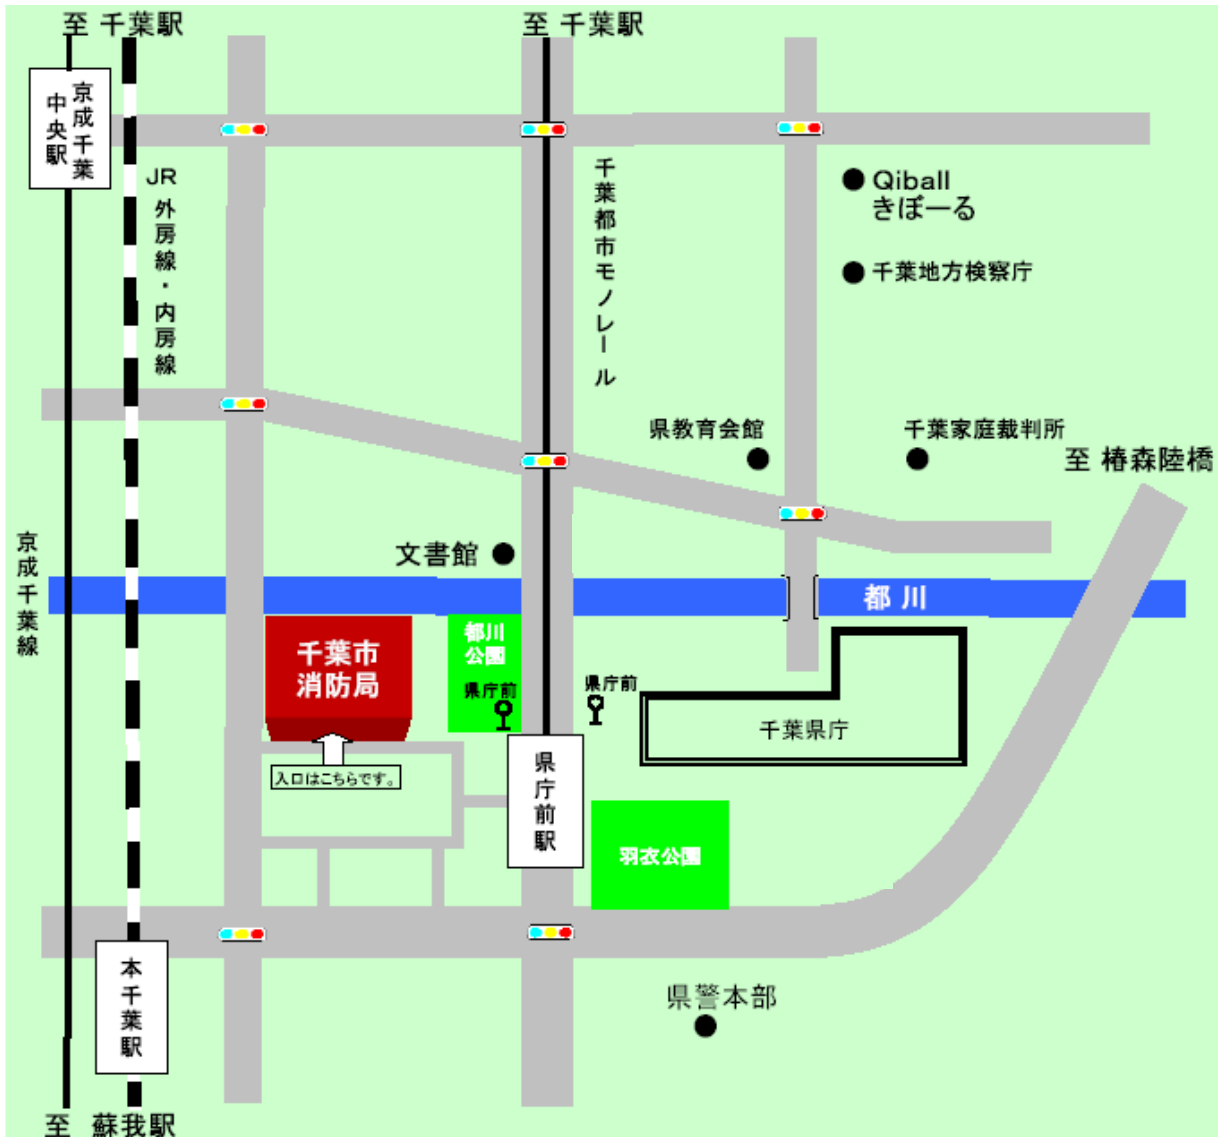 至 千葉駅
至 千葉駅
京成千葉
中央駅
JR
外房線・内房線
千葉都市モノレール
Qiball
きぼーる
千葉地方検察庁
県教育会館
千葉家庭裁判所
至 椿森陸橋
京成千葉線
文書館
都川
千葉市
消防局
都川
公園
県庁前
県庁前
千葉県庁
入口はこちらです。
県庁前駅
羽衣公園
本千葉駅
県警本部
至 蘇我駅